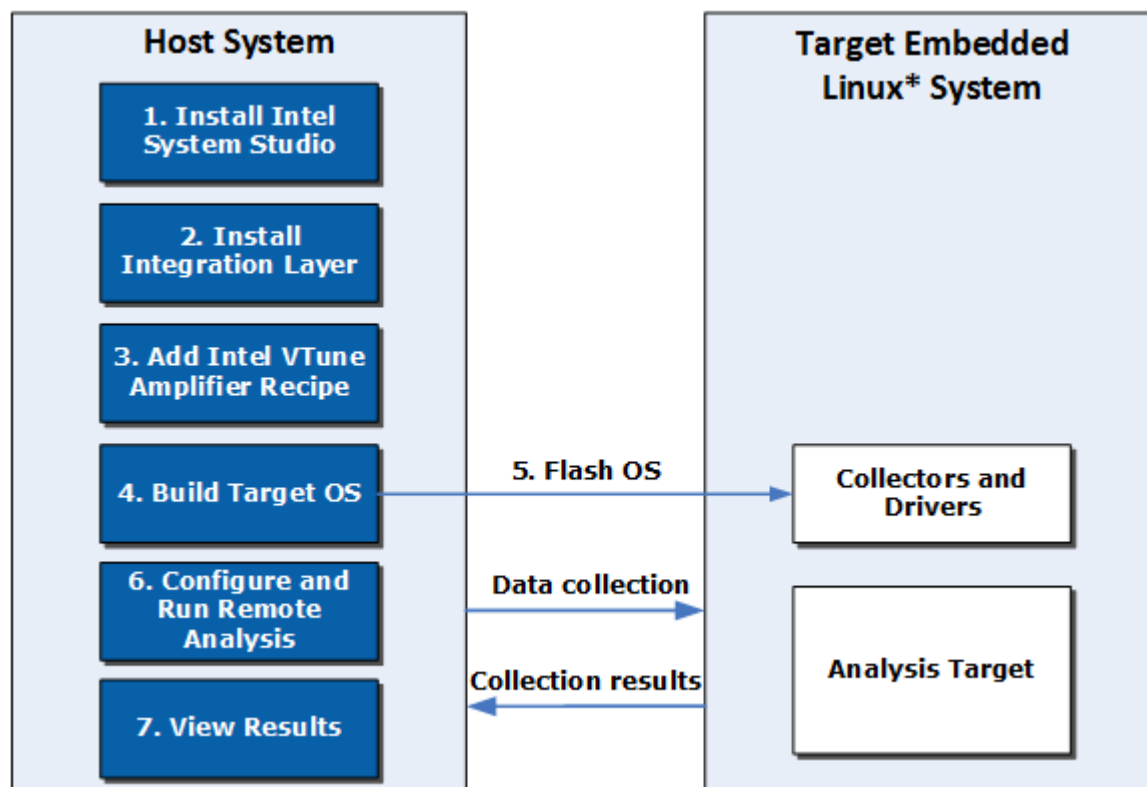 Host System
1. Install Intel
System Studio
2. Install
Integration Layer
3. Add Intel VTune
Amplifier Recipe
4. Build Target OS
5. Flash OS
6. Configure and
Run Remote
Analysis
Data collection
Collection results
7. View Results
Target Embedded
Linux* System
Collectors and
Drivers
Analysis Target